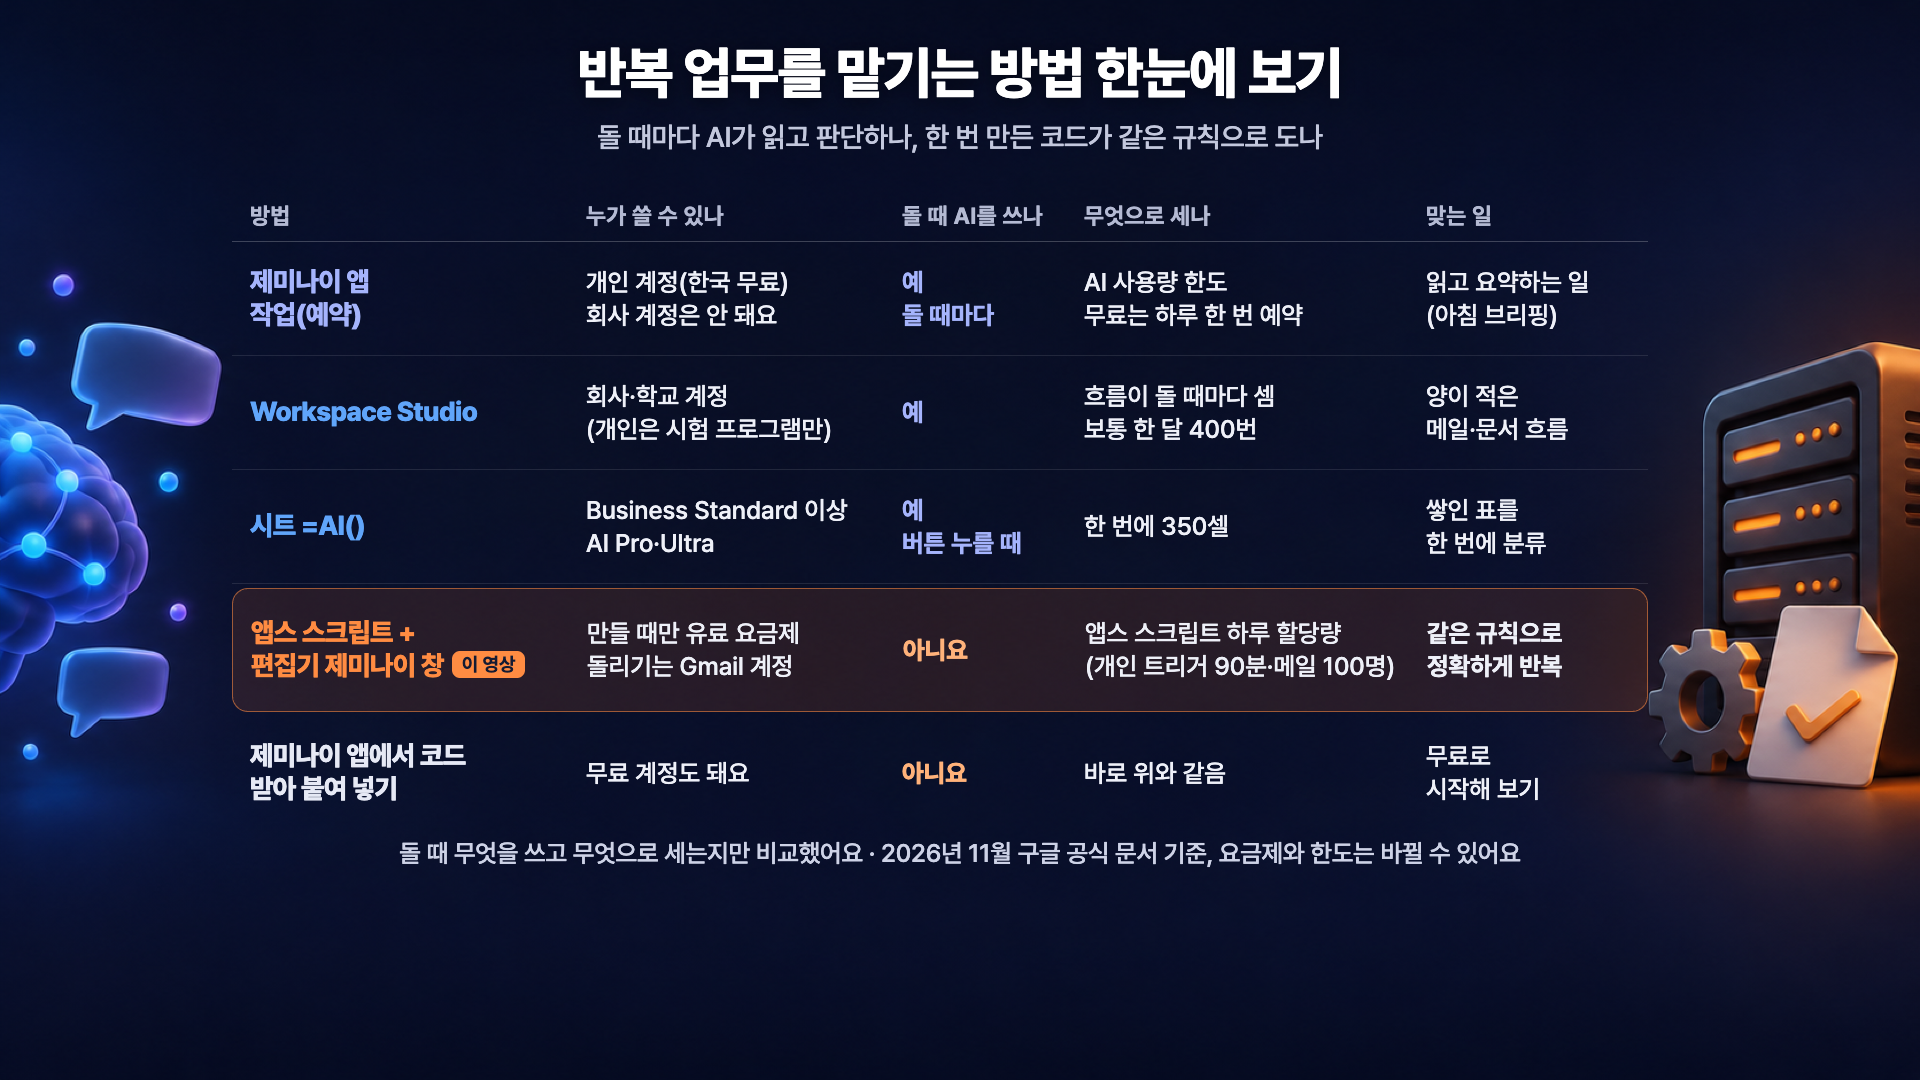 반복 업무를 맡기는 방법 한눈에 보기
돌 때마다 AI가 읽고 판단하나, 한 번 만든 코드가 같은 규칙으로 도나
방법
누가 쓸 수 있나
돌 때 AI를 쓰나
무엇으로 세나
맞는 일
제미나이 앱
작업(예약)
개인 계정(한국 무료)
회사 계정은 안 돼요
예
돌 때마다
AI 사용량 한도
무료는 하루 한 번 예약
읽고 요약하는 일
(아침 브리핑)
Workspace Studio
회사·학교 계정
(개인은 시험 프로그램만)
예
흐름이 돌 때마다 셈
보통 한 달 400번
양이 적은
메일·문서 흐름
시트 =AI()
Business Standard 이상
AI Pro·Ultra
예
버튼 누를 때
한 번에 350셀
쌓인 표를
한 번에 분류
앱스 스크립트 +
편집기 제미나이 창 이 영상
만들 때만 유료 요금제
돌리기는 Gmail 계정
아니요
앱스 스크립트 하루 할당량
(개인 트리거 90분·메일 100명)
같은 규칙으로
정확하게 반복
제미나이 앱에서 코드
받아 붙여 넣기
무료 계정도 돼요
아니요
바로 위와 같음
무료로
시작해 보기
돌 때 무엇을 쓰고 무엇으로 세는지만 비교했어요 · 2026년 11월 구글 공식 문서 기준, 요금제와 한도는 바뀔 수 있어요